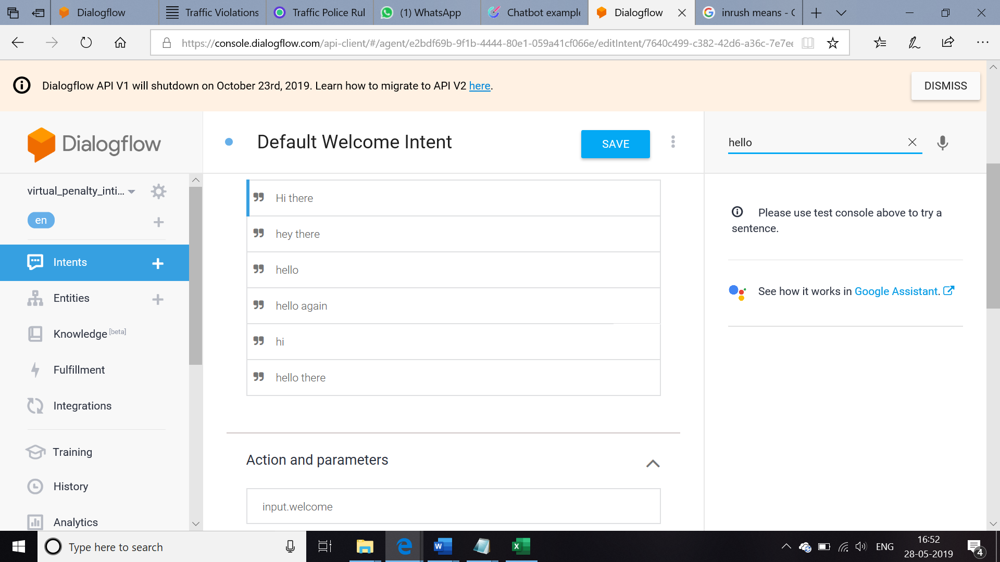 Dialogflow
Traffic Violations
Traffic Police Rul
(1) WhatsApp
Chatbot example
Dialogflow
inrush means - G
https://console.dialogflow.com/api-client/#/agent/e2bdf69b-9f1b-4444-80e1-059a41cf066e/editIntent/7640c499-c382-42d6-a36c-7e7ee
Dialogflow API V1 will shutdown on October 23rd, 2019. Learn how to migrate to API V2 here.
DISMISS
Dialogflow
Default Welcome Intent
SAVE
hello
virtual_penalty_inti...
en
Intents
Entities
Knowledge [beta]
Fulfillment
Integrations
Training
History
Analytics
Hi there
hey there
hello
hello again
hi
hello there
Action and parameters
input.welcome
Please use test console above to try a
sentence.
See how it works in Google Assistant.
Type here to search
ENG
16:52
28-05-2019
4